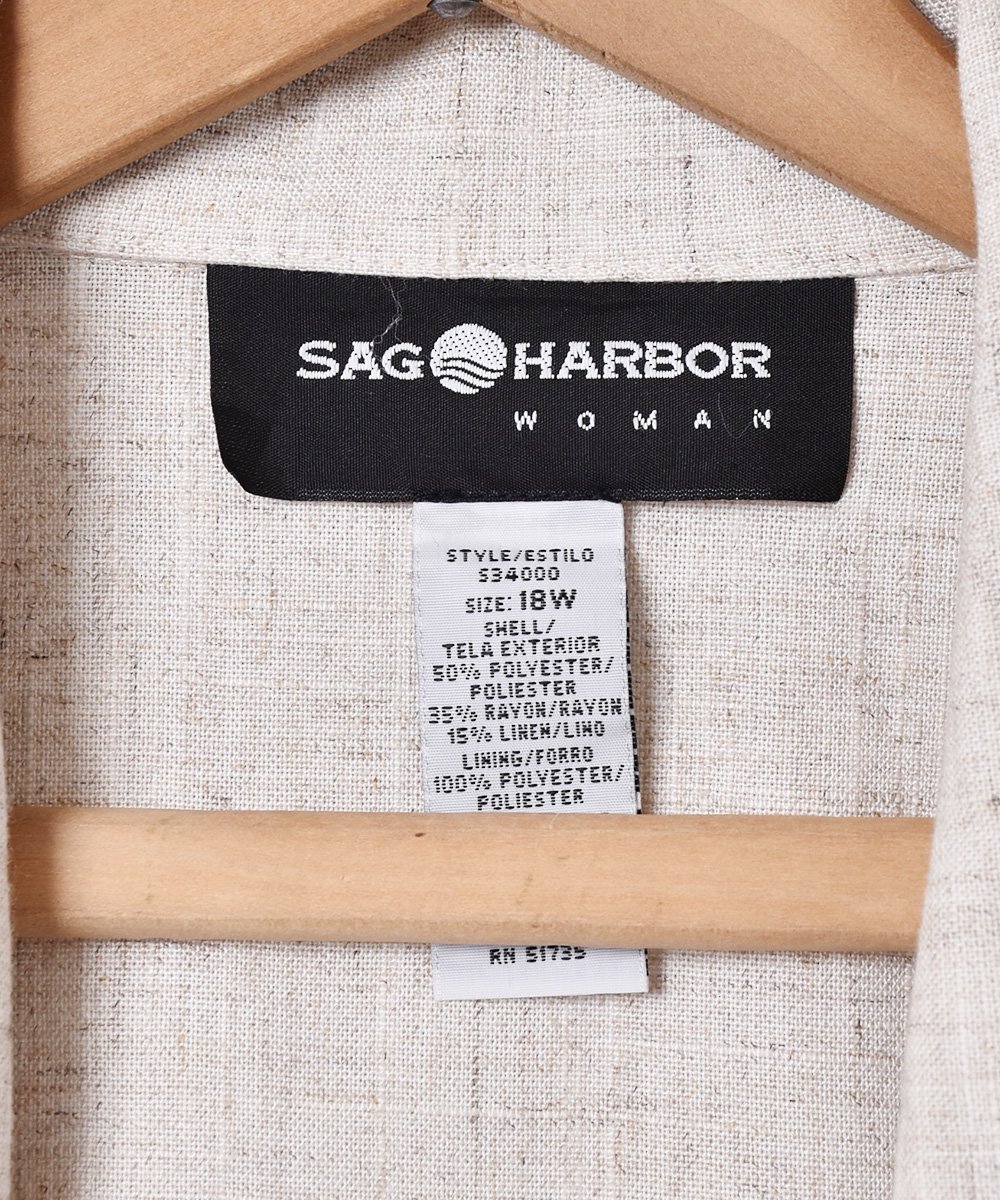 SAG HARBOR
WOMAN
STYLE/ESTILO
S34000
SIZE: 18W
SHELL/
TELA EXTERIOR
50% POLYESTER/
POLIESTER
35% RAYON/RAYON
15% LINEN/LINO
LINING/FORRO
100% POLYESTER/
POLIESTER
RN 51735